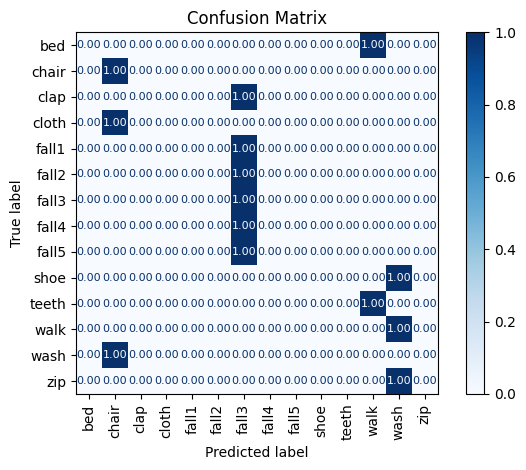 Confusion Matrix
True label
bed 0.00 0.00 0.00 0.00 0.00 0.00 0.00 0.00 0.00 0.00 0.00 1.00 0.00 0.00
chair 0.00 1.00 0.00 0.00 0.00 0.00 0.00 0.00 0.00 0.00 0.00 0.00 0.00 0.00
clap 0.00 0.00 0.00 0.00 0.00 0.00 1.00 0.00 0.00 0.00 0.00 0.00 0.00 0.00
cloth 0.00 1.00 0.00 0.00 0.00 0.00 0.00 0.00 0.00 0.00 0.00 0.00 0.00 0.00
fall1 0.00 0.00 0.00 0.00 0.00 0.00 1.00 0.00 0.00 0.00 0.00 0.00 0.00 0.00
fall2 0.00 0.00 0.00 0.00 0.00 0.00 1.00 0.00 0.00 0.00 0.00 0.00 0.00 0.00
fall3 0.00 0.00 0.00 0.00 0.00 0.00 1.00 0.00 0.00 0.00 0.00 0.00 0.00 0.00
fall4 0.00 0.00 0.00 0.00 0.00 0.00 1.00 0.00 0.00 0.00 0.00 0.00 0.00 0.00
fall5 0.00 0.00 0.00 0.00 0.00 0.00 1.00 0.00 0.00 0.00 0.00 0.00 0.00 0.00
shoe 0.00 0.00 0.00 0.00 0.00 0.00 0.00 0.00 0.00 0.00 0.00 0.00 1.00 0.00
teeth 0.00 0.00 0.00 0.00 0.00 0.00 0.00 0.00 0.00 0.00 0.00 1.00 0.00 0.00
walk 0.00 0.00 0.00 0.00 0.00 0.00 0.00 0.00 0.00 0.00 0.00 0.00 1.00 0.00
wash 0.00 1.00 0.00 0.00 0.00 0.00 0.00 0.00 0.00 0.00 0.00 0.00 0.00 0.00
zip 0.00 0.00 0.00 0.00 0.00 0.00 0.00 0.00 0.00 0.00 0.00 0.00 1.00 0.00
bed chair clap cloth fall1 fall2 fall3 fall4 fall5 shoe teeth walk wash zip
Predicted label
1.0
0.8
0.6
0.4
0.2
0.0